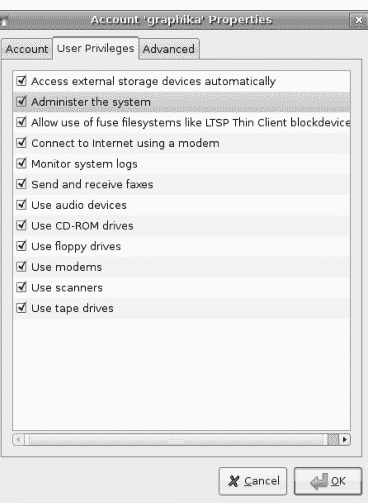 Account 'graphika' Properties
Account User Privileges Advanced
Access external storage devices automatically
Administer the system
Allow use of fuse filesystems like LTSP Thin Client blockdevice
Connect to Internet using a modem
Monitor system logs
Send and receive faxes
Use audio devices
Use CD-ROM drives
Use floppy drives
Use modems
Use scanners
Use tape drives
Cancel OK